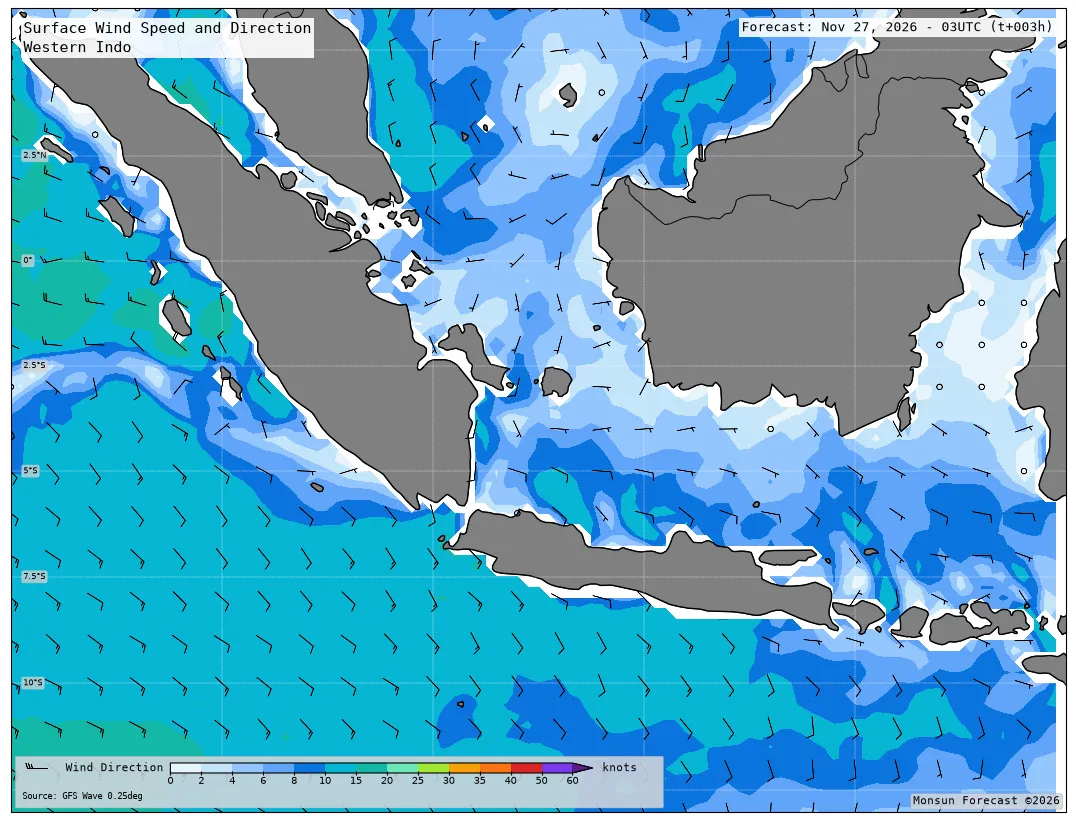 Surface Wind Speed and Direction
Western Indo
Forecast: Nov 27, 2026 - 03UTC (t+003h)
2.5°N
0°
2.5°S
5°S
7.5°S
10°S
Wind Direction
0 2 4 6 8 10 15 20 25 30 35 40 50 60
knots
Source: GFS Wave 0.25deg
Monsun Forecast ©2026